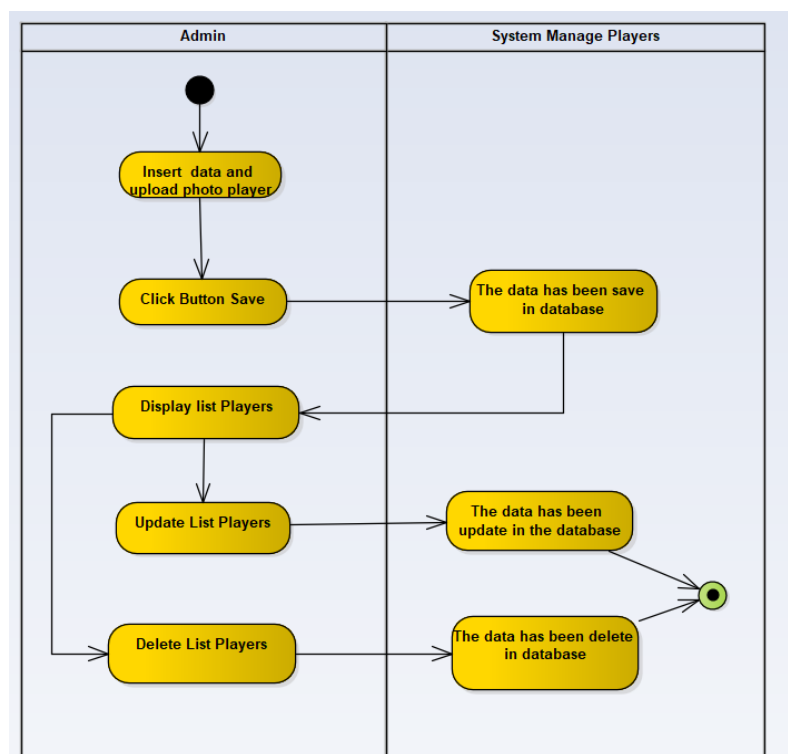 Admin
System Manage Players
Insert data and
upload photo player
Click Button Save
The data has been save
in database
Display list Players
Update List Players
The data has been
update in the database
Delete List Players
The data has been delete
in database